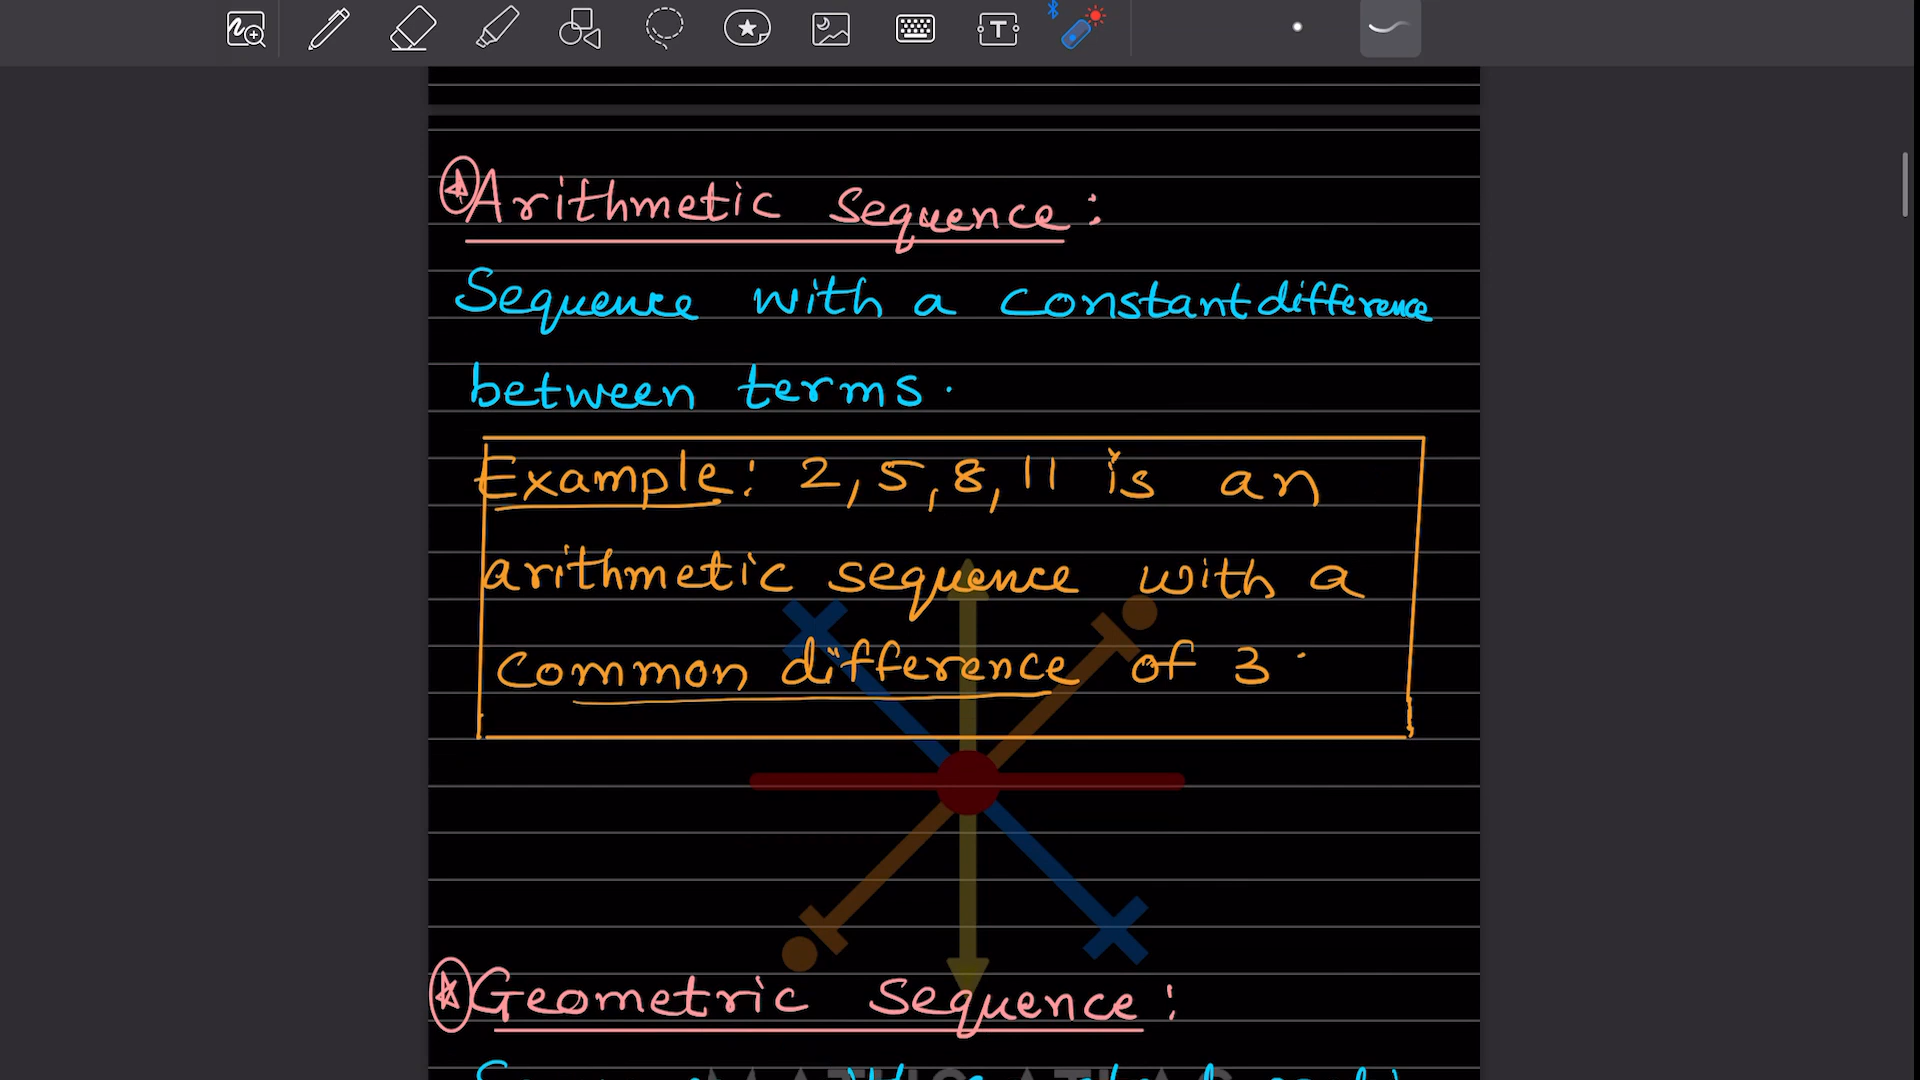 Arithmetic Sequence:
Sequence with a constant difference
between terms.
Example: 2, 5, 8, 11 is an
arithmetic sequence with a
common difference of 3.
Geometric Sequence: